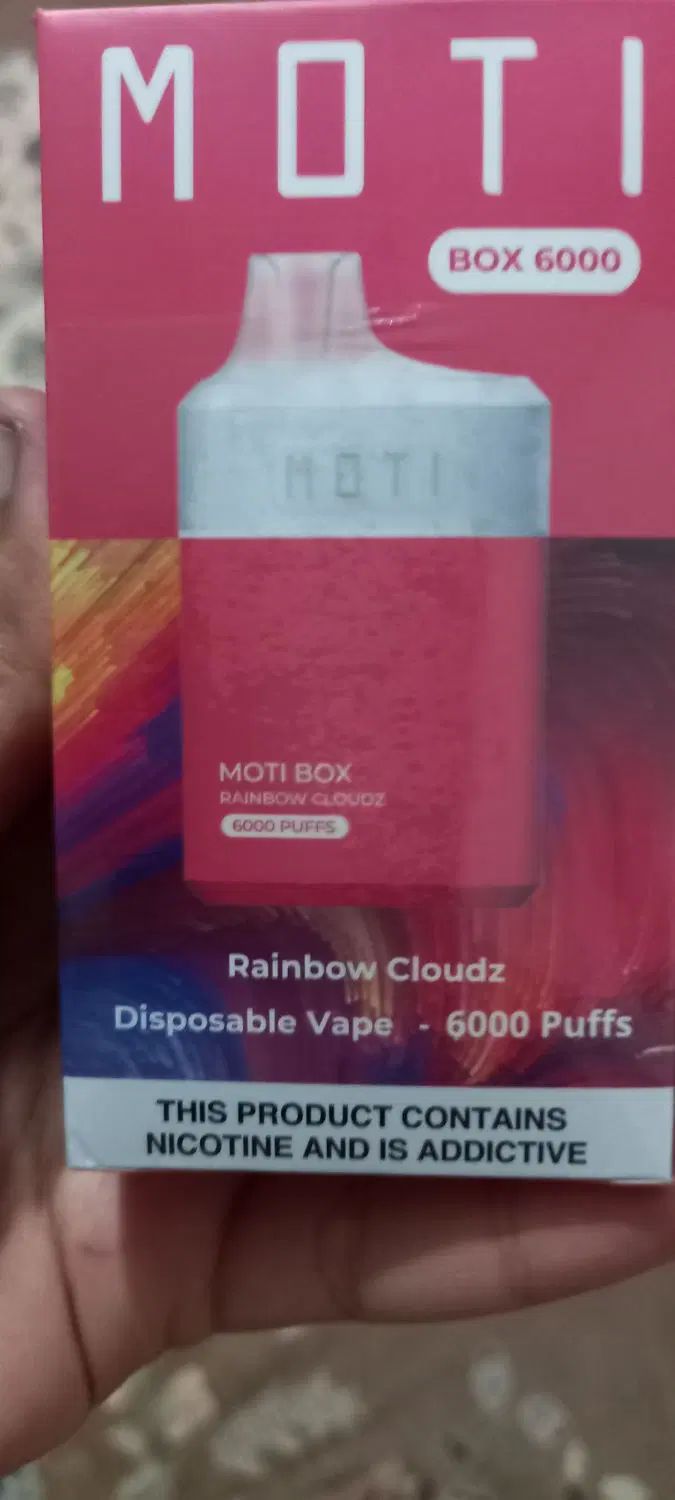 MOTI
BOX 6000
MOTI
MOTI BOX
RAINBOW CLOUDZ
6000 PUFFS
Rainbow Cloudz
Disposable Vape - 6000 Puffs
THIS PRODUCT CONTAINS
NICOTINE AND IS ADDICTIVE